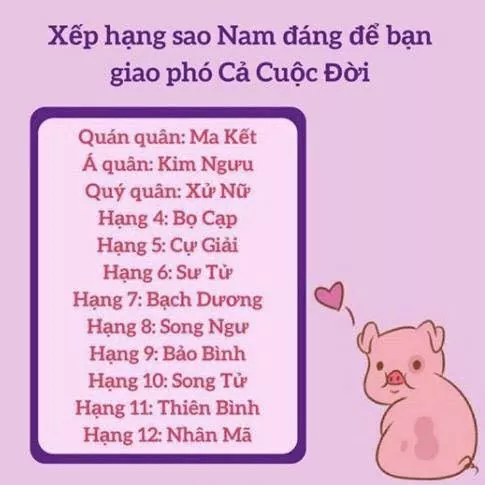 Xếp hạng sao Nam đáng để bạn
giao phó Cả Cuộc Đời
Quán quân: Ma Kết
Á quân: Kim Ngưu
Quý quân: Xử Nữ
Hạng 4: Bọ Cạp
Hạng 5: Cự Giải
Hạng 6: Sư Tử
Hạng 7: Bạch Dương
Hạng 8: Song Ngư
Hạng 9: Bảo Bình
Hạng 10: Song Tử
Hạng 11: Thiên Bình
Hạng 12: Nhân Mã